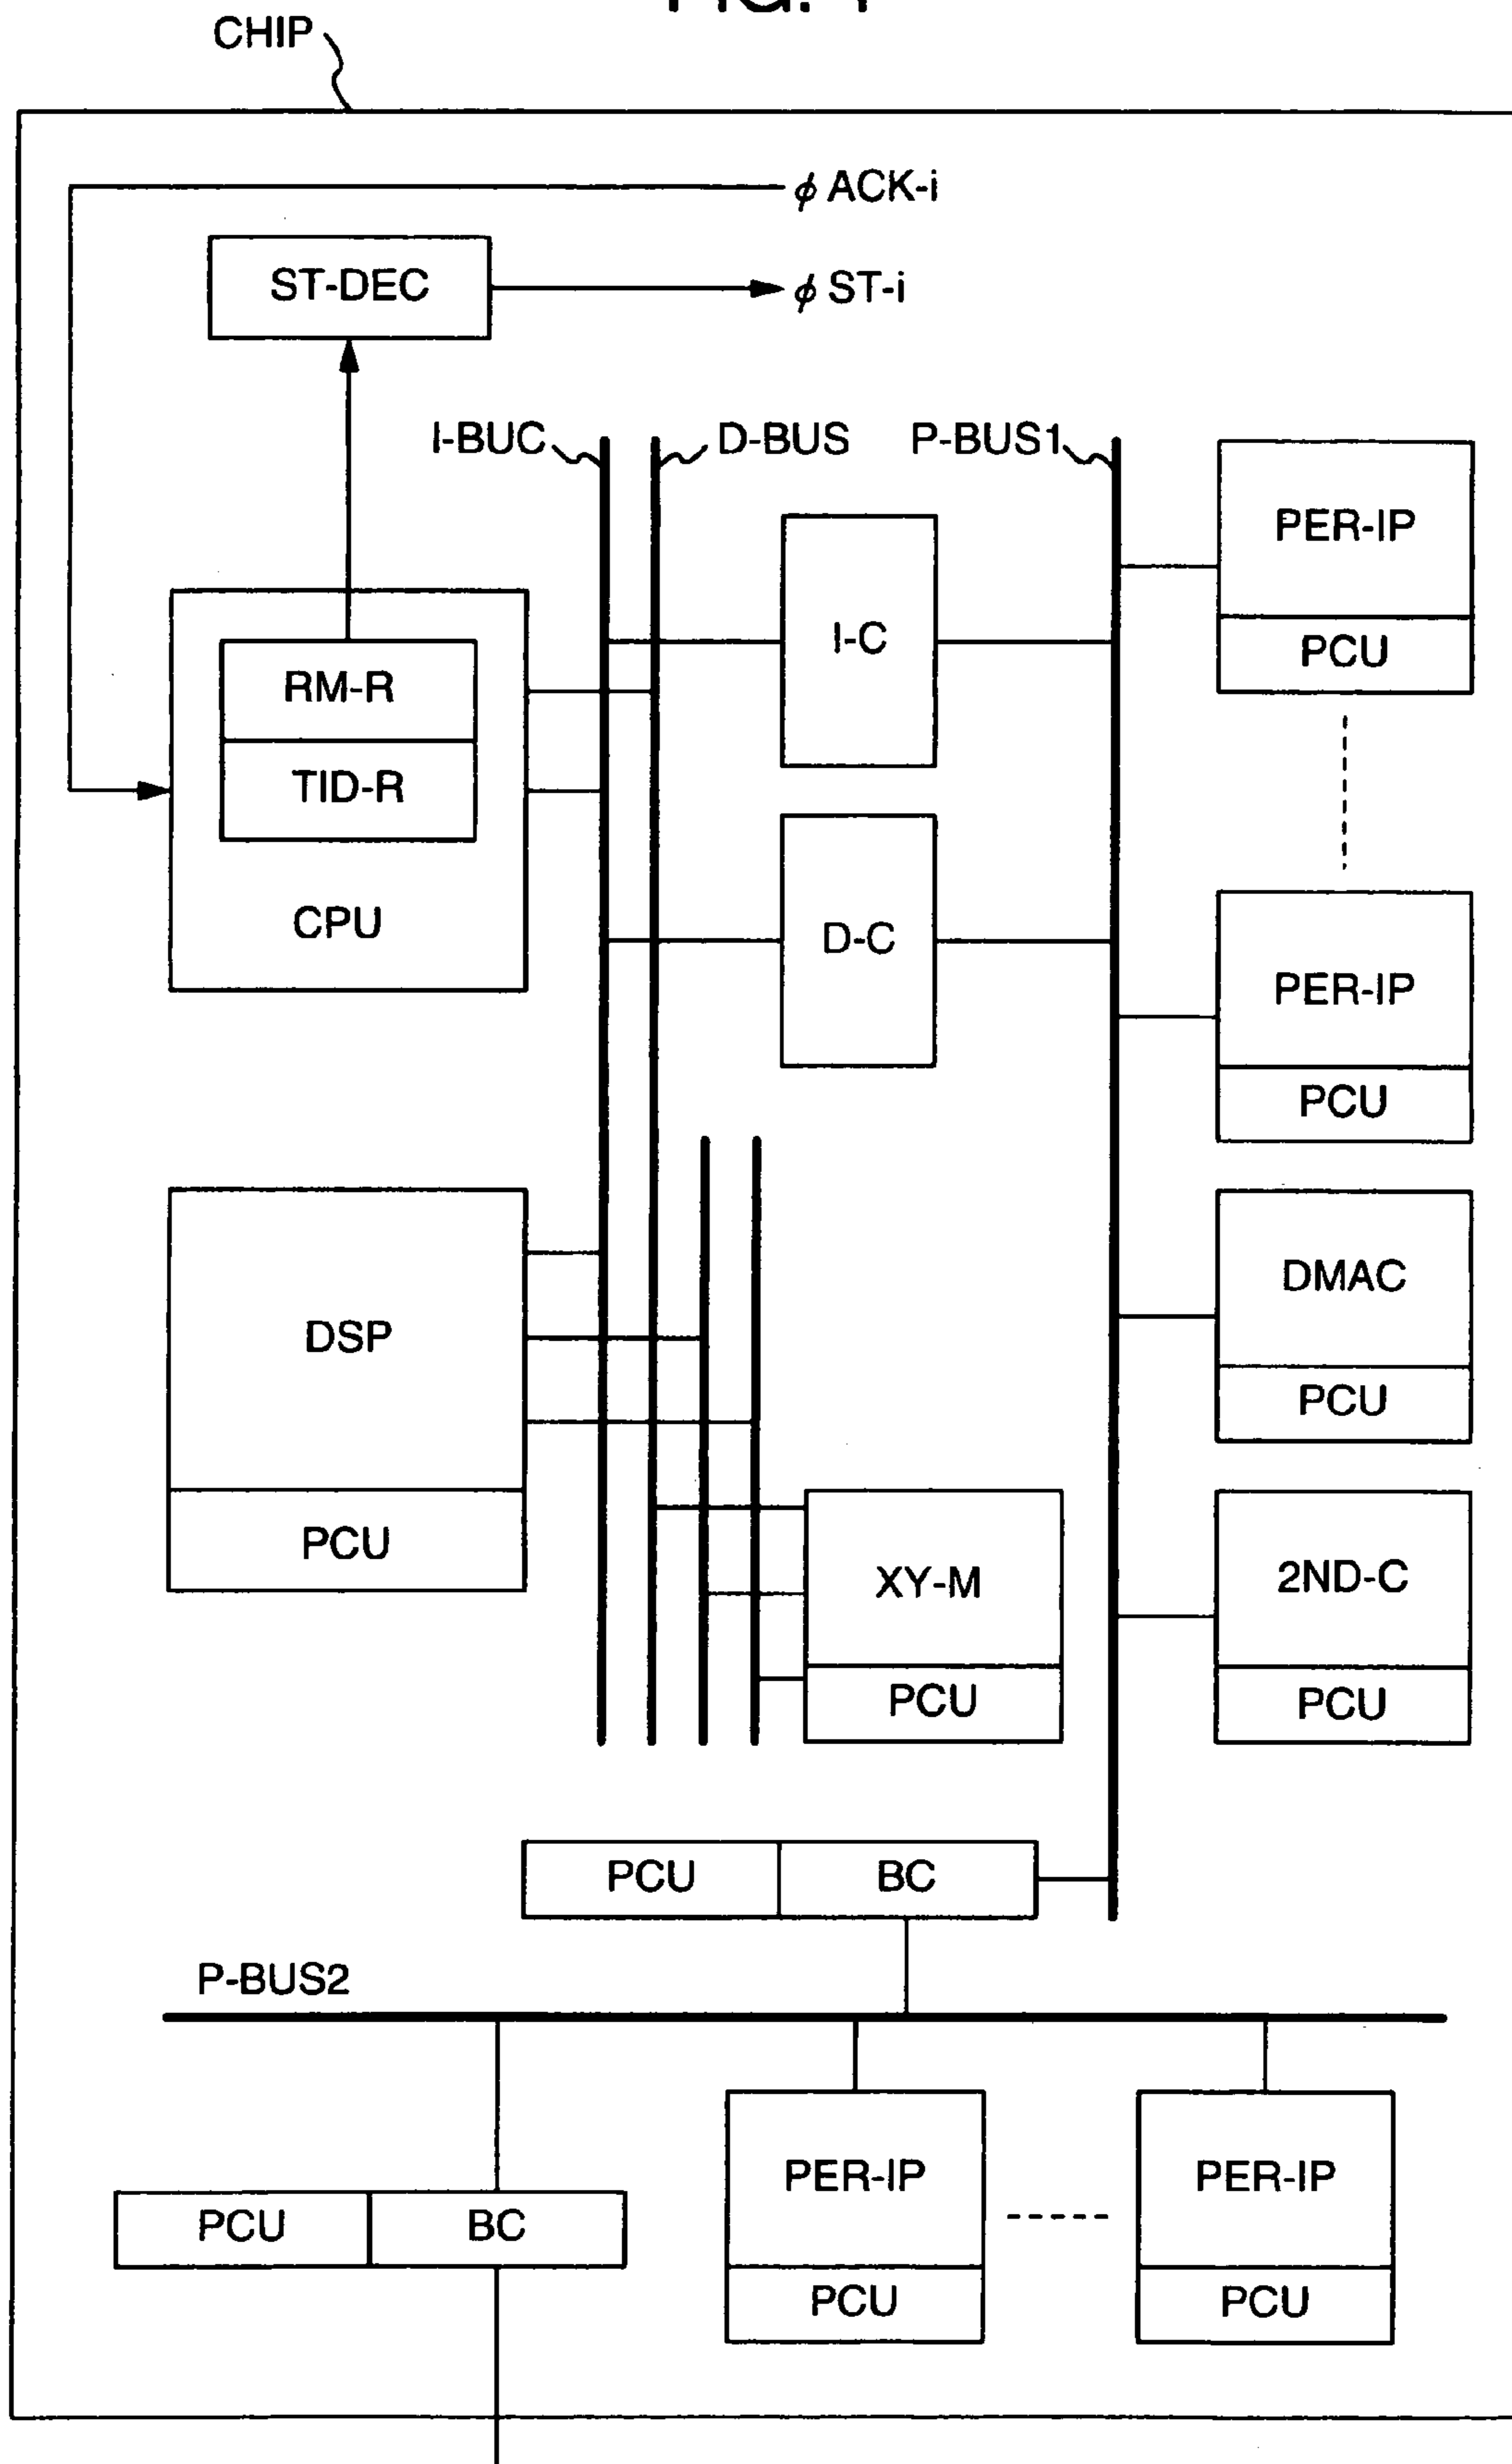 CHIP
φ ACK-i
ST-DEC
φ ST-i
I-BUC
D-BUS
P-BUS1
PER-IP
PCU
I-C
RM-R
TID-R
CPU
D-C
PER-IP
PCU
DSP
PCU
DMAC
PCU
XY-M
PCU
2ND-C
PCU
PCU
BC
P-BUS2
PCU
BC
PER-IP
PCU
PER-IP
PCU